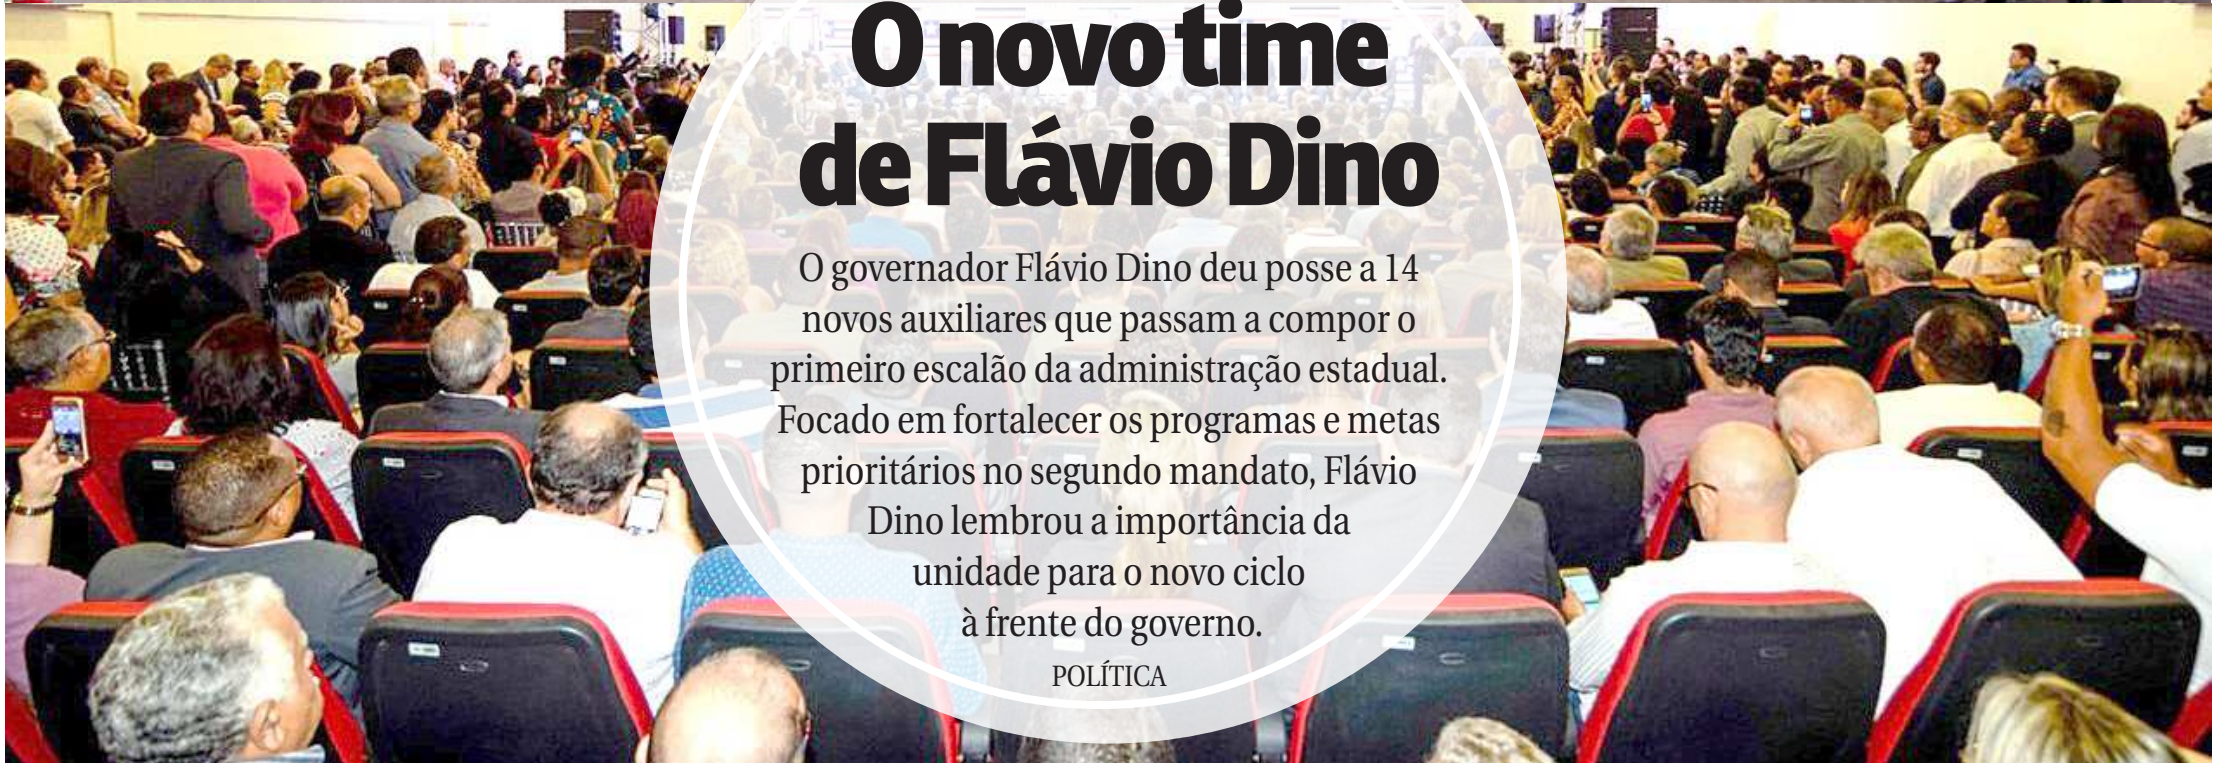 O novo time
de Flávio Dino
O governador Flávio Dino deu posse a 14
novos auxiliares que passam a compor o
primeiro escalão da administração estadual.
Focado em fortalecer os programas e metas
prioritários no segundo mandato, Flávio
Dino lembrou a importância da
unidade para o novo ciclo
à frente do governo.
POLÍTICA